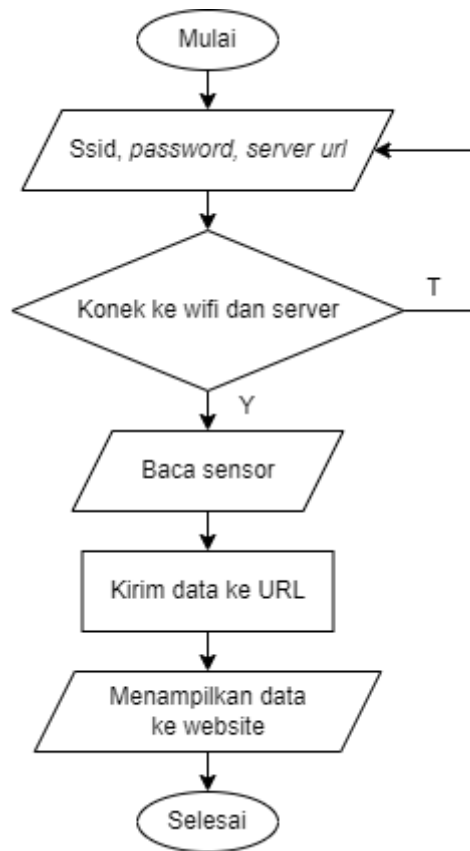 Mulai
Ssid, password, server url
Konek ke wifi dan server
T
Y
Baca sensor
Kirim data ke URL
Menampilkan data
ke website
Selesai